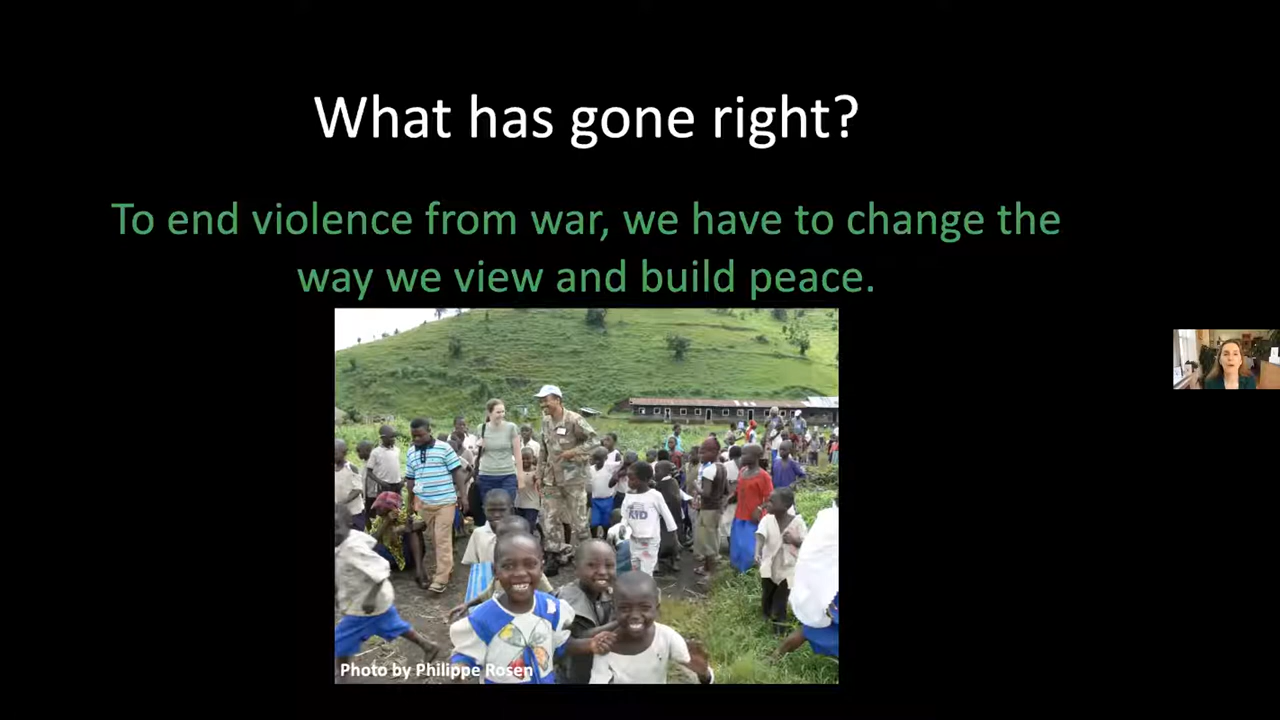 What has gone right?
To end violence from war, we have to change the
way we view and build peace.
KID
Photo by Philippe Rosen